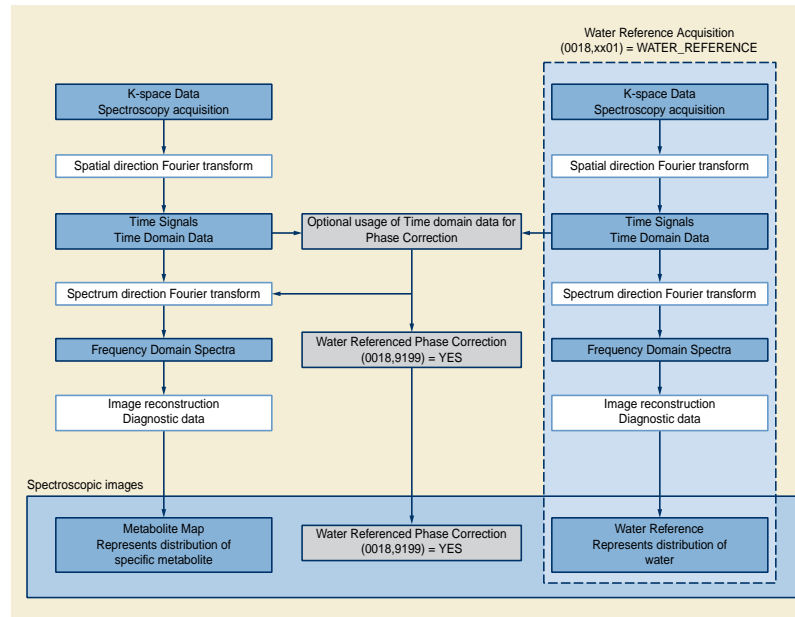 Water Reference Acquisition
(0018,xx01) = WATER_REFERENCE
K-space Data
Spectroscopy acquisition
Spatial direction Fourier transform
Time Signals
Time Domain Data
Spectrum direction Fourier transform
Frequency Domain Spectra
Image reconstruction
Diagnostic data
Optional usage of Time domain data for
Phase Correction
Water Referenced Phase Correction
(0018,9199) = YES
K-space Data
Spectroscopy acquisition
Spatial direction Fourier transform
Time Signals
Time Domain Data
Spectrum direction Fourier transform
Frequency Domain Spectra
Image reconstruction
Diagnostic data
Spectroscopic images
Metabolite Map
Represents distribution of
specific metabolite
Water Referenced Phase Correction
(0018,9199) = YES
Water Reference
Represents distribution of
water